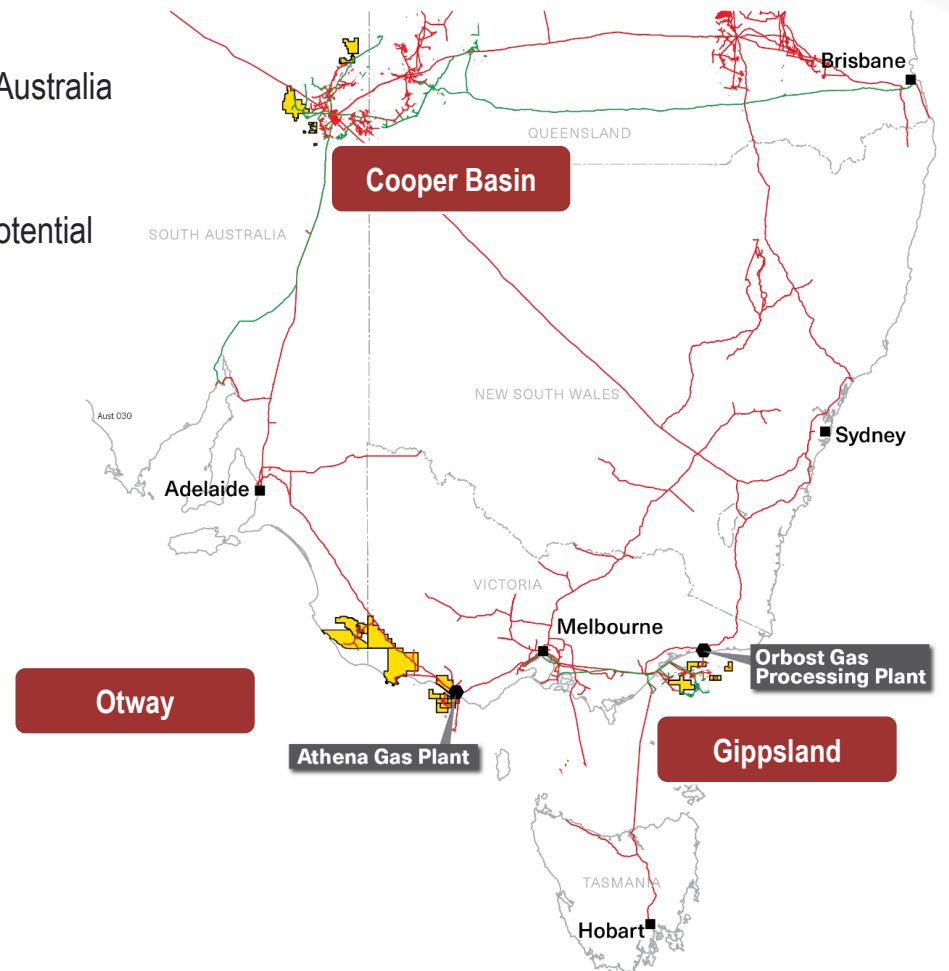 Australia
Brisbane
QUEENSLAND
Cooper Basin
otential
SOUTH AUSTRALIA
NEW SOUTH WALES
Aust 030
Sydney
Adelaide
VICTORIA
Melbourne
Orbost Gas
Processing Plant
Otway
Athena Gas Plant
Gippsland
TASMANIA
Hobart